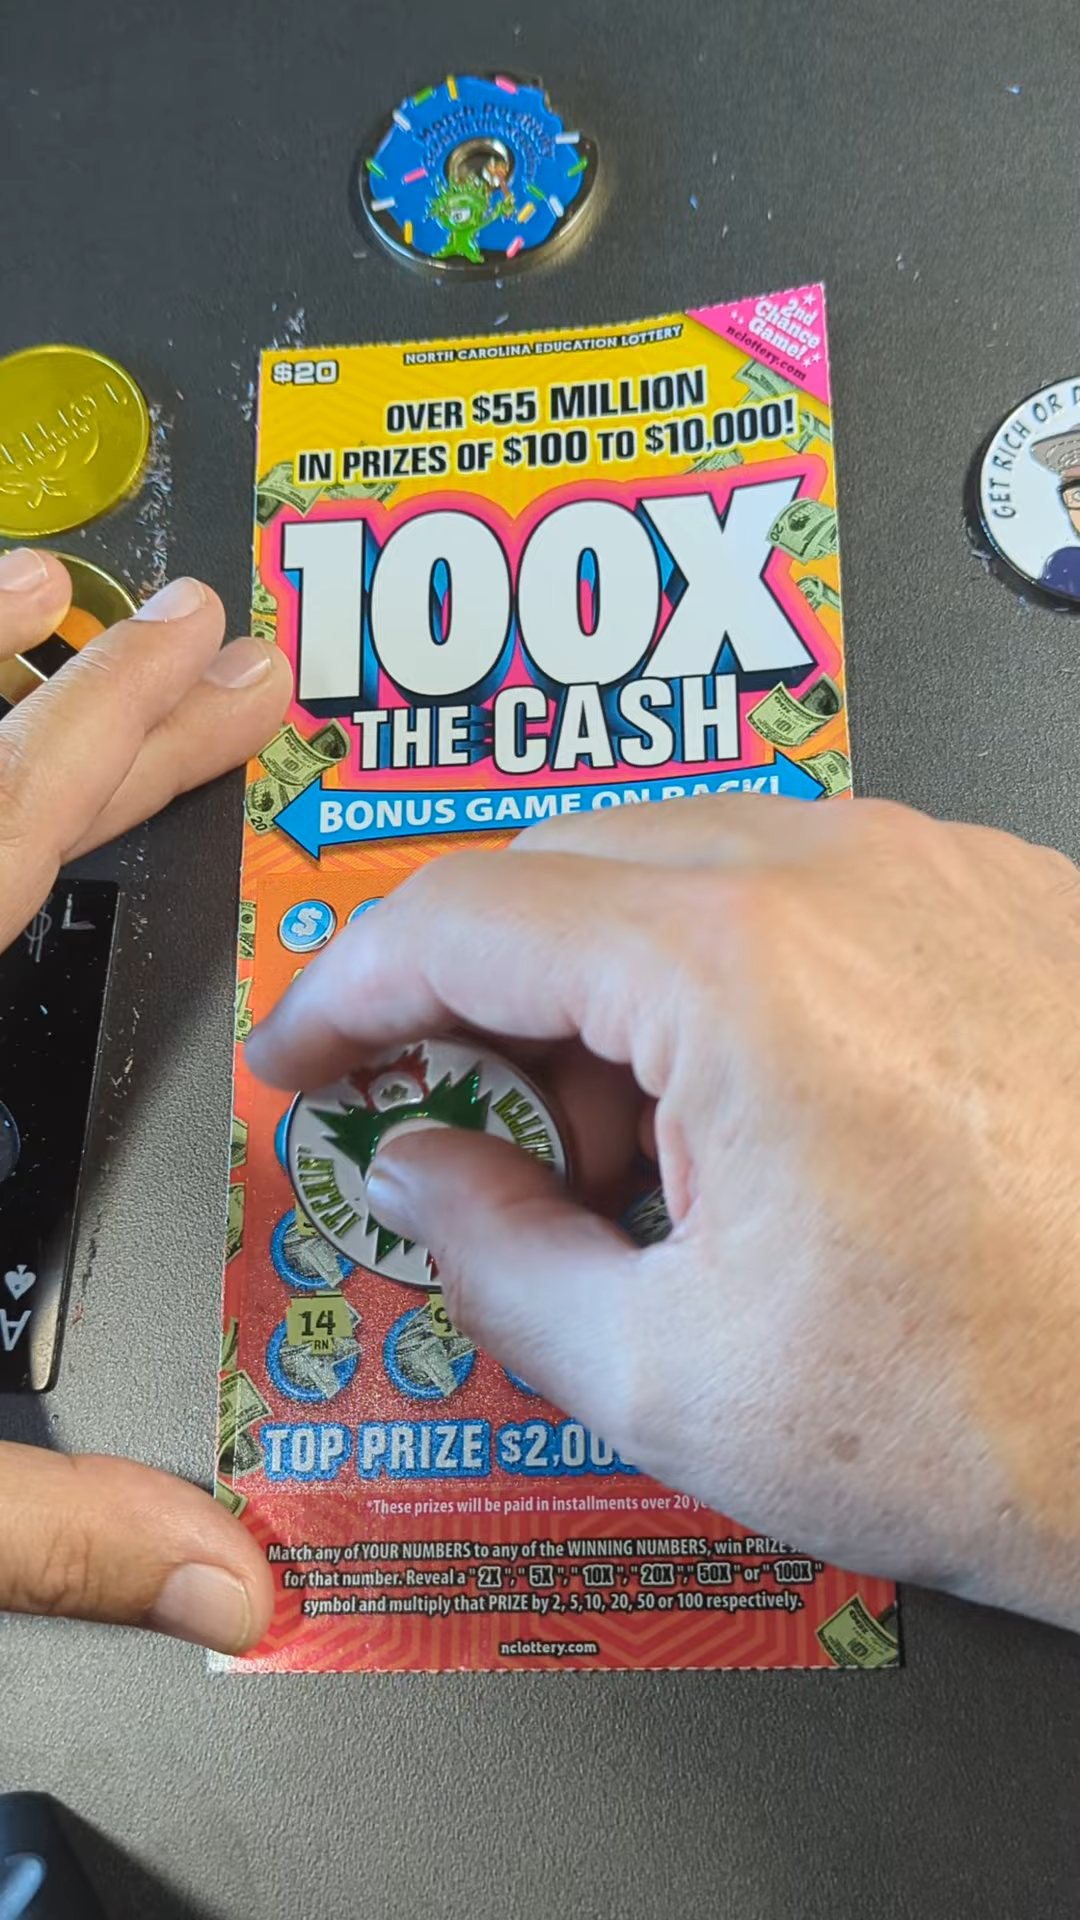 2nd
Chance
Game!
nclottery.com
$20
NORTH CAROLINA EDUCATION LOTTERY
OVER $55 MILLION
IN PRIZES OF $100 TO $10,000!
GET RICH OR
100X
THE CASH
BONUS GAME ON BACK!
$
$
14
RN
9
A
TOP PRIZE $2,00
*These prizes will be paid in installments over 20
Match any of YOUR NUMBERS to any of the WINNING NUMBERS, win PRIZE
for that number. Reveal a "2X", "5X", "10X", "20X", "50X" or "100X"
symbol and multiply that PRIZE by 2, 5, 10, 20, 50 or 100 respectively.
nclottery.com